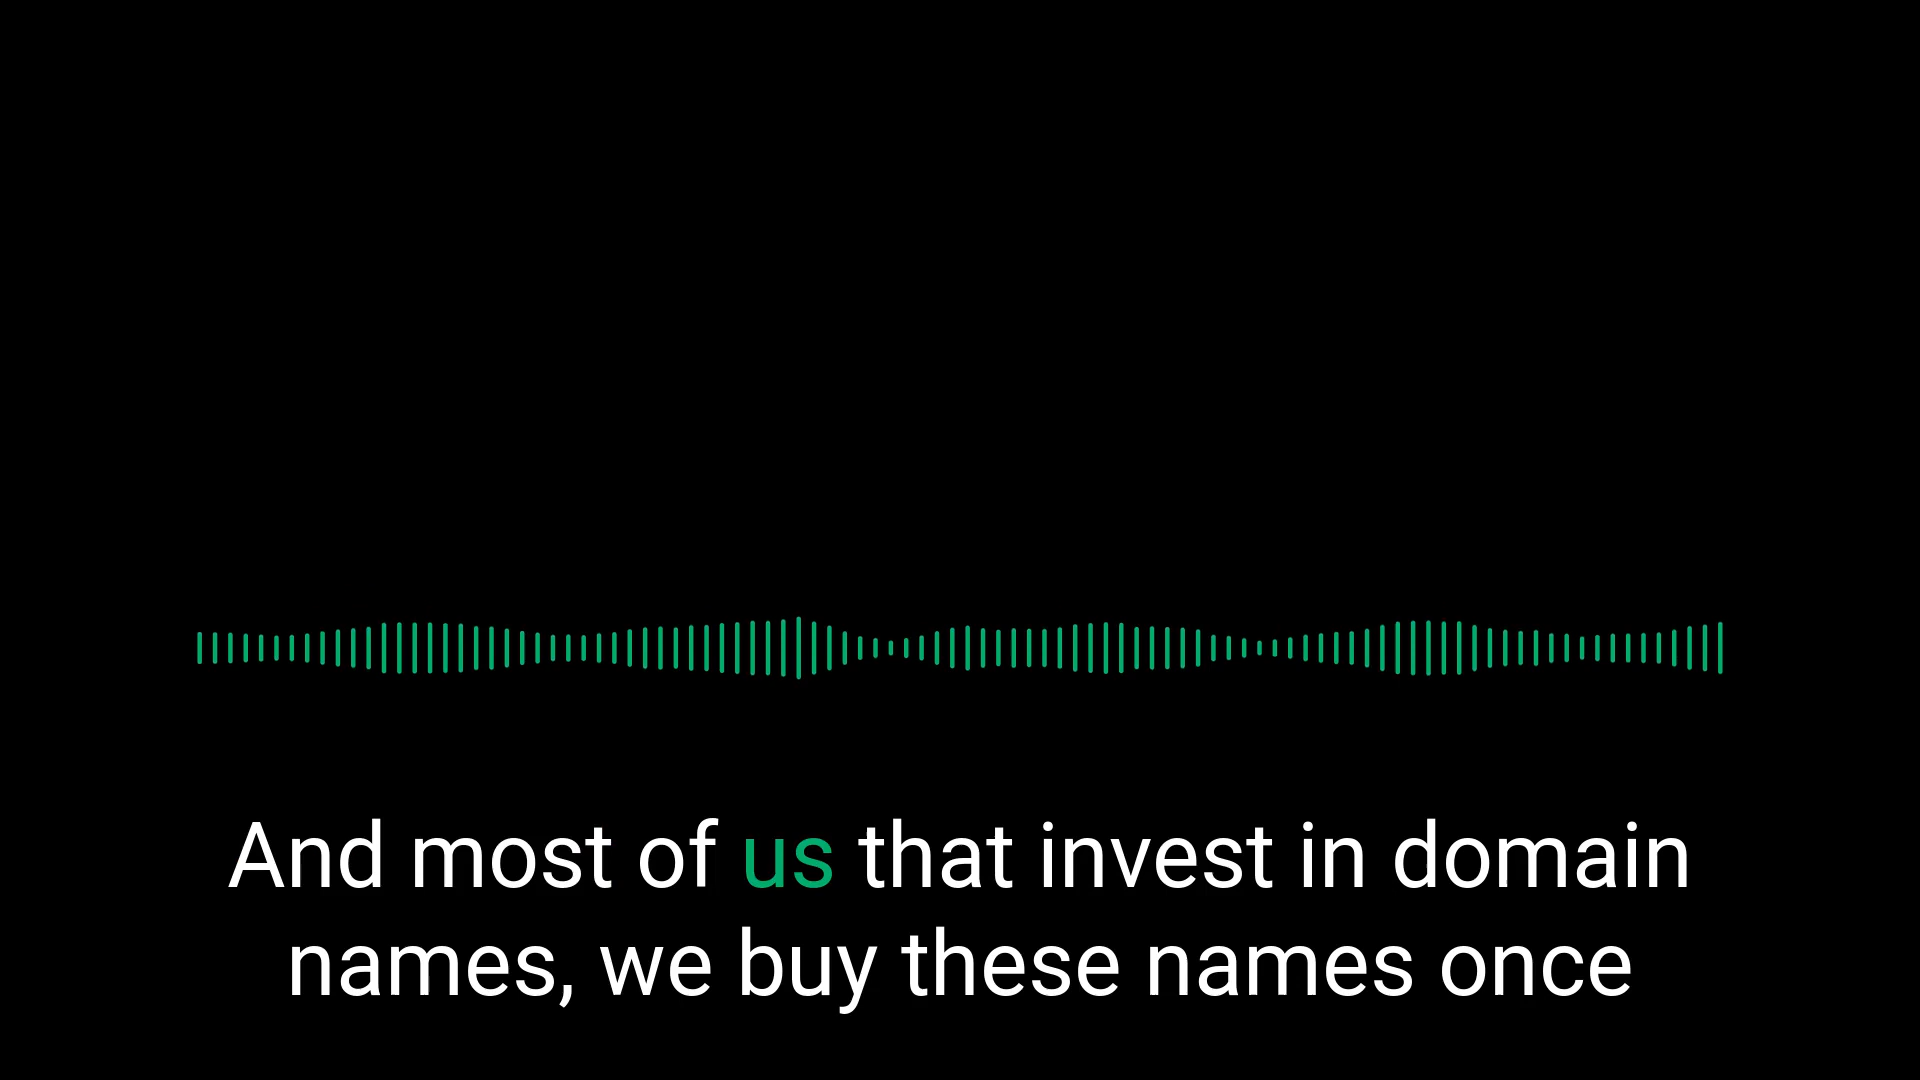 And most of us that invest in domain
names, we buy these names once